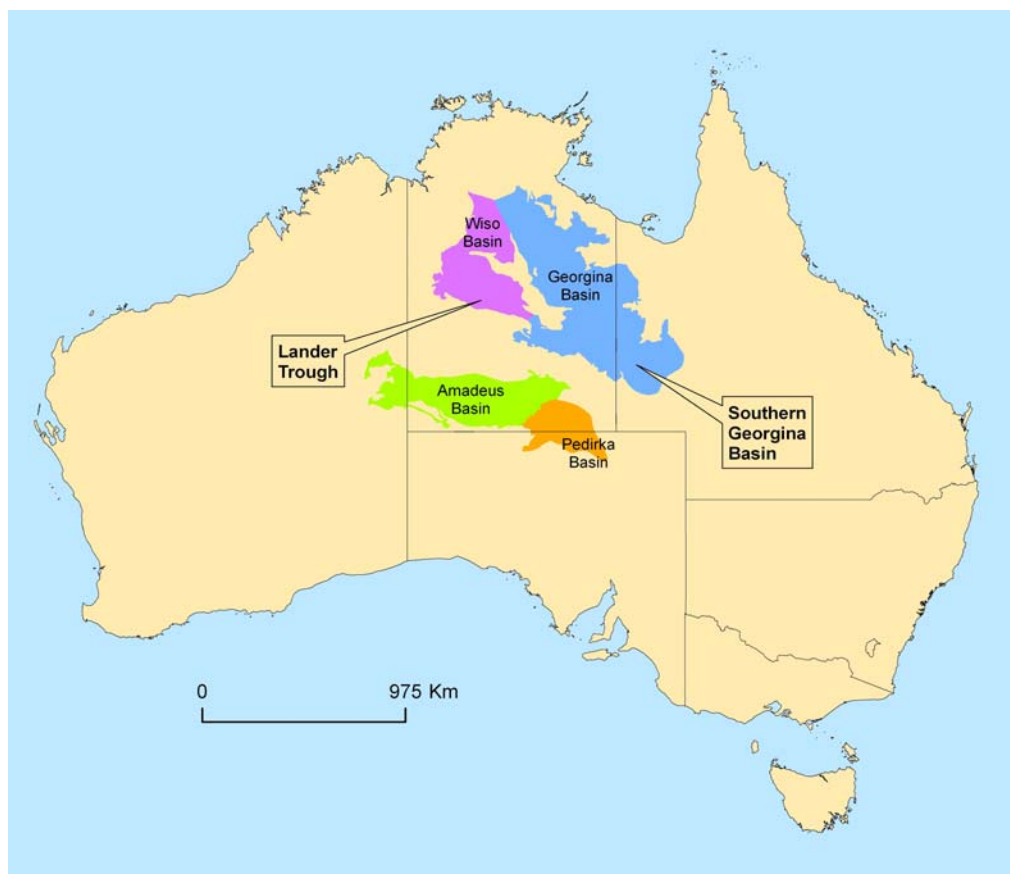 Wiso
Basin
Georgina
Basin
Lander
Trough
Amadeus
Basin
Southern
Georgina
Basin
Pedirka
Basin
0 975 Km